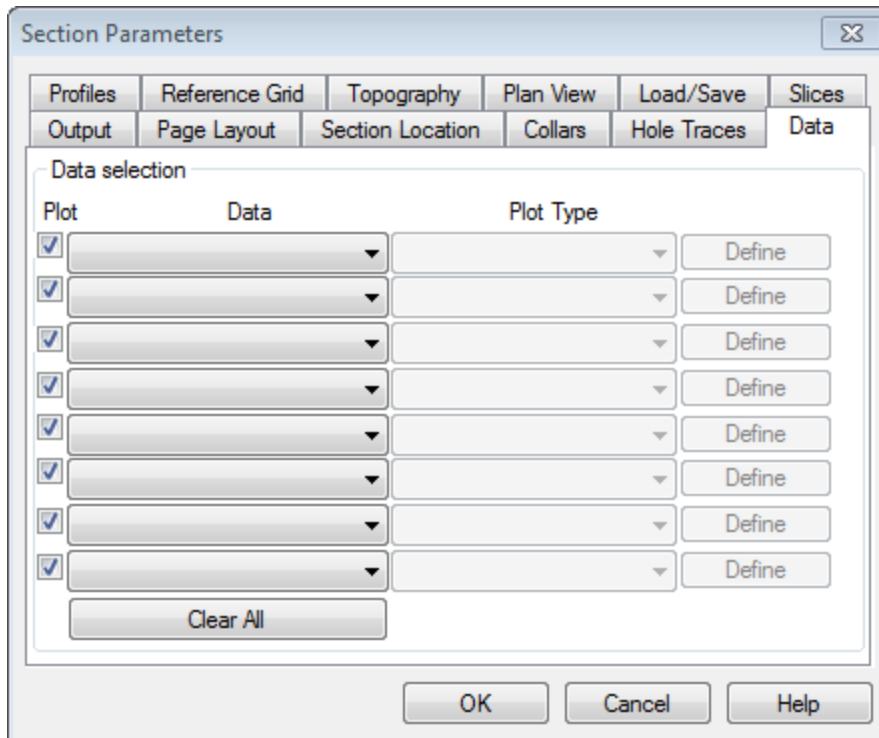 Section Parameters
Profiles Reference Grid Topography Plan View Load/Save Slices
Output Page Layout Section Location Collars Hole Traces Data
Data selection
Plot Data Plot Type
Define
Define
Define
Define
Define
Define
Define
Define
Clear All
OK Cancel Help